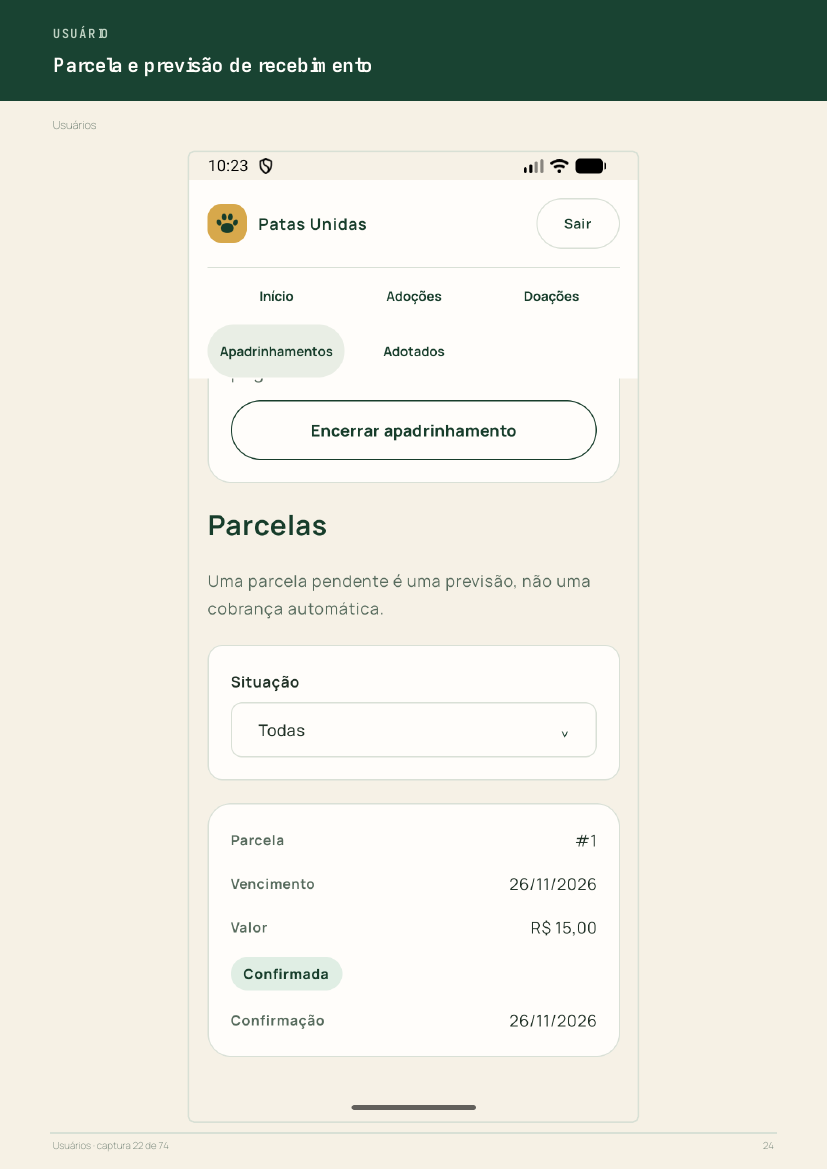 USUÁRIO
Parcela e previsão de recebimento
Usuários
10:23
Patas Unidas
Sair
Início
Adoções
Doações
Apadrinhamentos
Adotados
Encerrar apadrinhamento
Parcelas
Uma parcela pendente é uma previsão, não uma
cobrança automática.
Situação
Todas
Parcela
#1
Vencimento
26/11/2026
Valor
R$ 15,00
Confirmada
Confirmação
26/11/2026
Usuários · captura 22 de 74
24